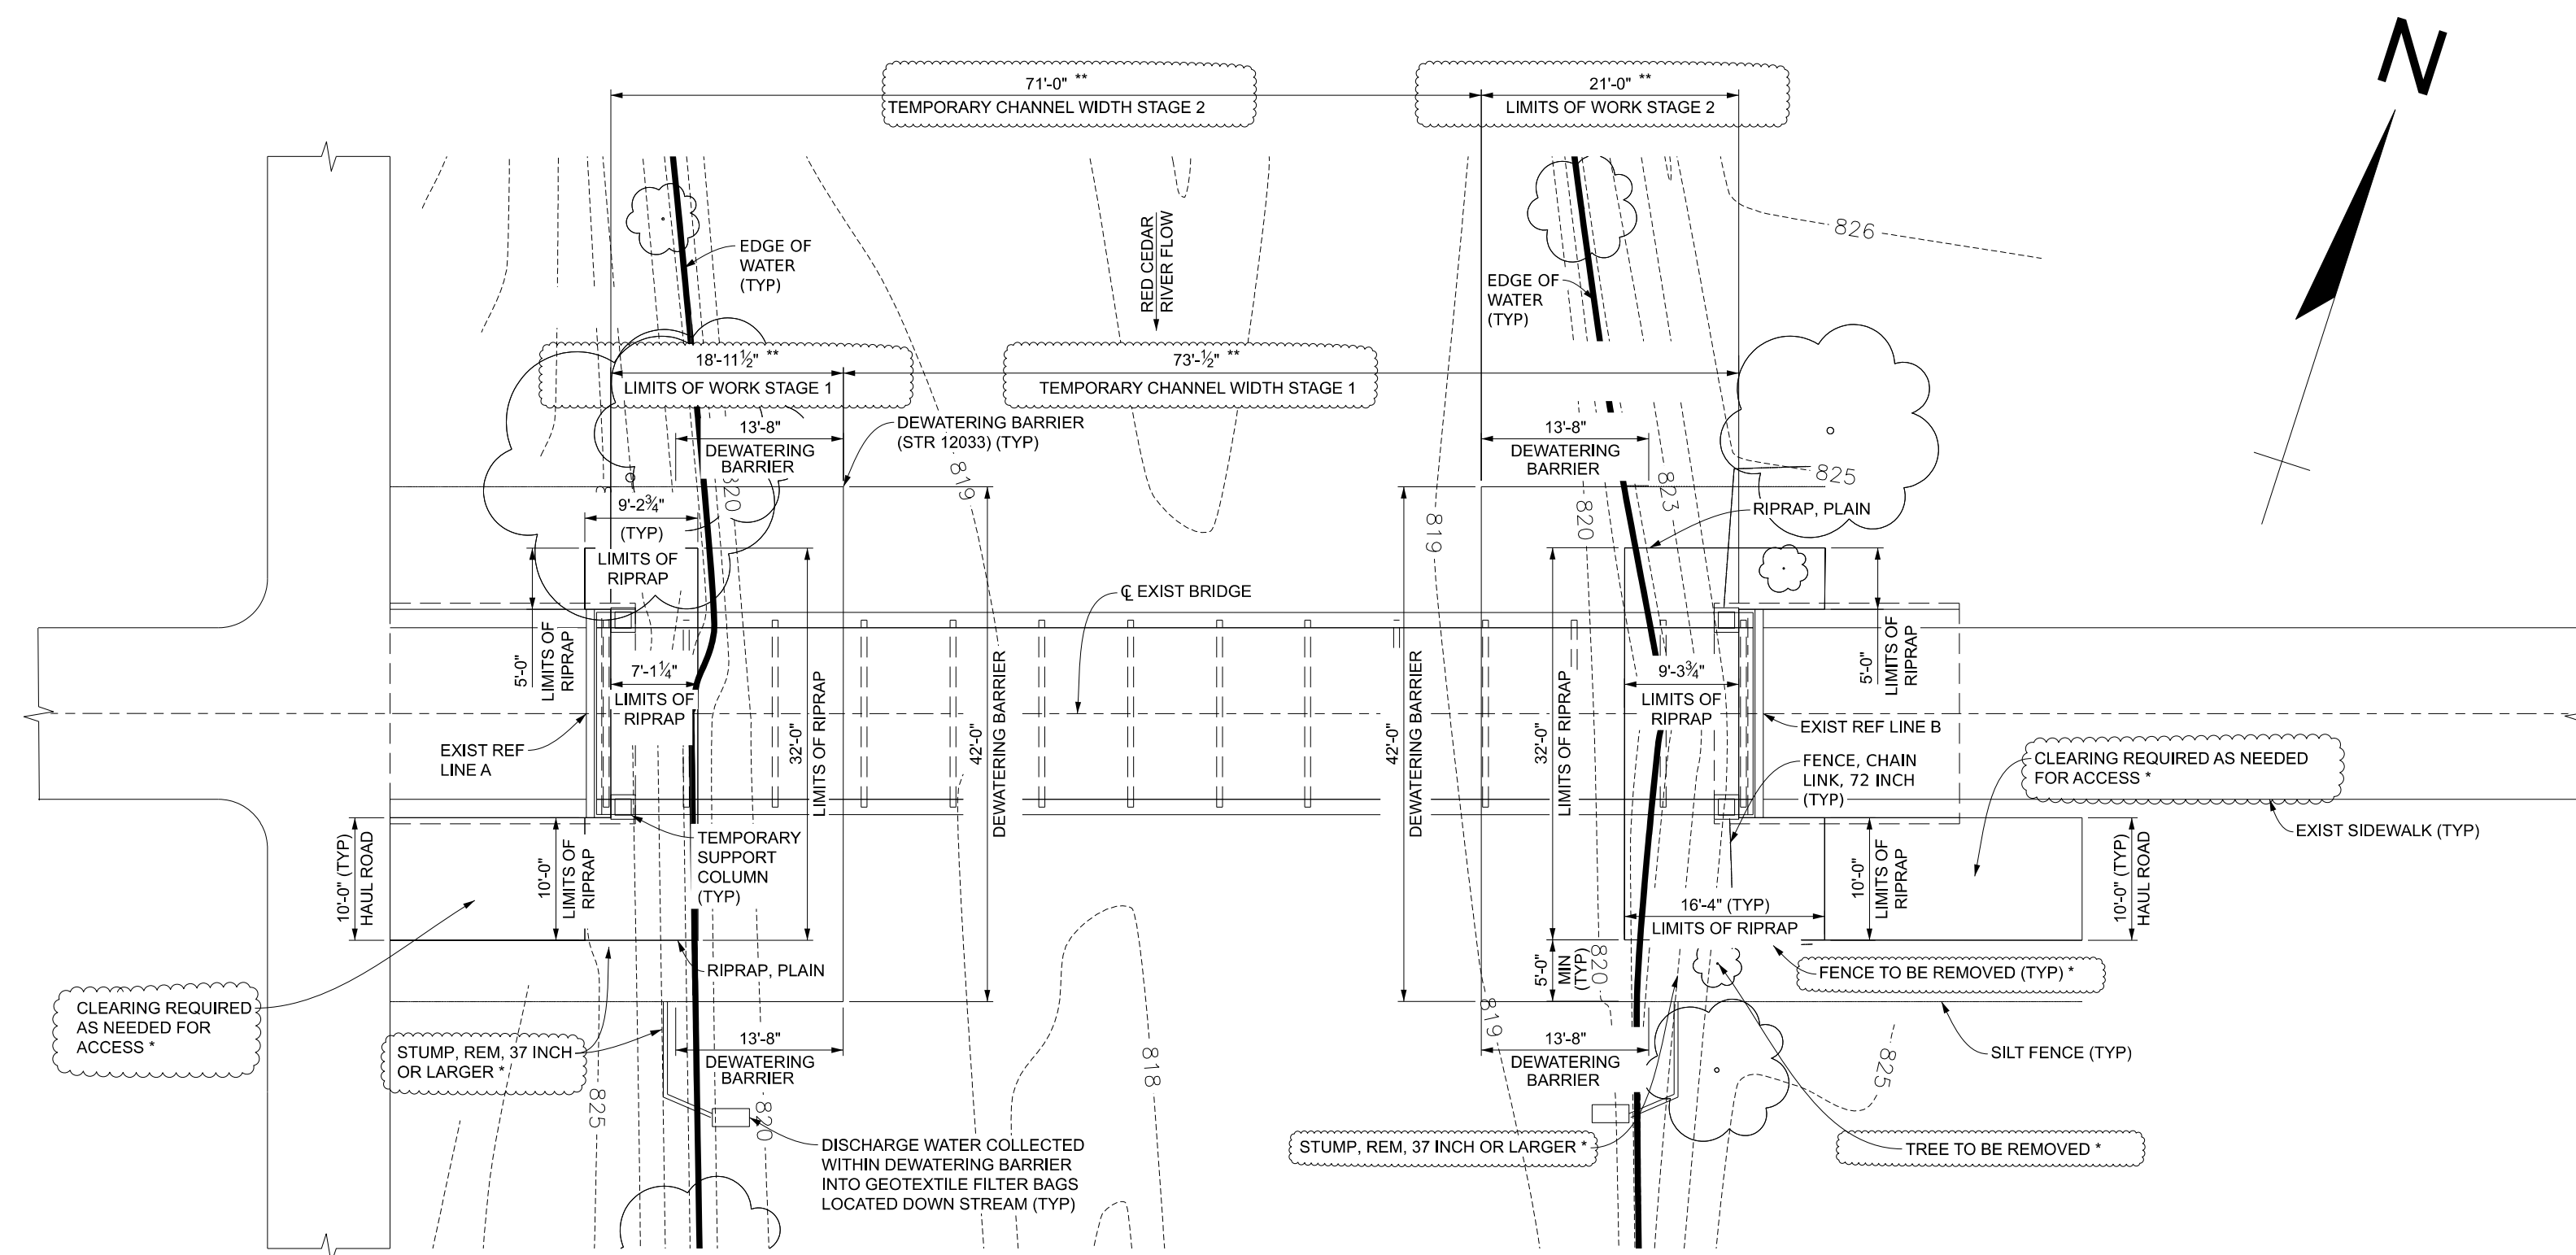 N
71'-0" **
TEMPORARY CHANNEL WIDTH STAGE 2
21'-0" **
LIMITS OF WORK STAGE 2
EDGE OF
WATER
(TYP)
RED CEDAR
RIVER FLOW
EDGE OF
WATER
(TYP)
826
18'-11½" **
LIMITS OF WORK STAGE 1
73'-½" **
TEMPORARY CHANNEL WIDTH STAGE 1
13'-8"
DEWATERING
BARRIER
DEWATERING BARRIER
(STR 12033) (TYP)
13'-8"
DEWATERING
BARRIER
825
820
819
819
820
823
9'-2¾"
(TYP)
LIMITS OF
RIPRAP
RIPRAP, PLAIN
℄ EXIST BRIDGE
5'-0"
LIMITS OF
RIPRAP
7'-1¼"
LIMITS OF
RIPRAP
32'-0"
LIMITS OF RIPRAP
42'-0"
DEWATERING BARRIER
42'-0"
DEWATERING BARRIER
32'-0"
LIMITS OF RIPRAP
9'-3¾"
LIMITS OF
RIPRAP
5'-0"
LIMITS OF
RIPRAP
EXIST REF
LINE A
EXIST REF LINE B
FENCE, CHAIN
LINK, 72 INCH
(TYP)
CLEARING REQUIRED AS NEEDED
FOR ACCESS *
EXIST SIDEWALK (TYP)
10'-0" (TYP)
HAUL ROAD
10'-0"
LIMITS OF
RIPRAP
TEMPORARY
SUPPORT
COLUMN
(TYP)
16'-4" (TYP)
LIMITS OF RIPRAP
10'-0"
LIMITS OF
RIPRAP
10'-0" (TYP)
HAUL ROAD
RIPRAP, PLAIN
5'-0"
MIN
(TYP)
820
FENCE TO BE REMOVED (TYP) *
CLEARING REQUIRED
AS NEEDED FOR
ACCESS *
STUMP, REM, 37 INCH
OR LARGER *
13'-8"
DEWATERING
BARRIER
819
13'-8"
DEWATERING
BARRIER
SILT FENCE (TYP)
825
820
818
825
DISCHARGE WATER COLLECTED
WITHIN DEWATERING BARRIER
INTO GEOTEXTILE FILTER BAGS
LOCATED DOWN STREAM (TYP)
STUMP, REM, 37 INCH OR LARGER *
TREE TO BE REMOVED *